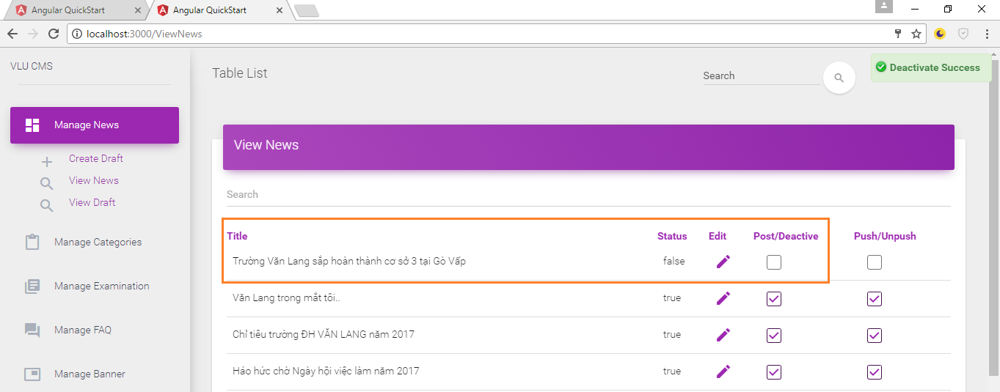 Angular QuickStart
Angular QuickStart
localhost:3000/ViewNews
VLU CMS
Table List
Search
Deactivate Success
Manage News
Create Draft
View News
View Draft
Manage Categories
Manage Examination
Manage FAQ
Manage Banner
View News
Search
Title Status Edit Post/Deactive Push/Unpush
Trường Văn Lang sắp hoàn thành cơ sở 3 tại Gò Vấp false
Văn Lang trong mắt tôi.. true
Chỉ tiêu trường ĐH VĂN LANG năm 2017 true
Háo hức chờ Ngày hội việc làm năm 2017 true